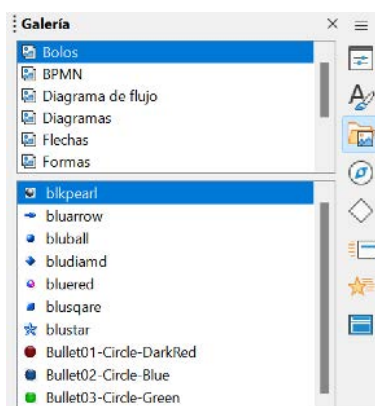 Galería
Bolos
BPMN
Diagrama de flujo
Diagramas
Flechas
Formas
blkpearl
bluarrow
bluball
bludiamd
bluered
blusqare
blustar
Bullet01-Circle-DarkRed
Bullet02-Circle-Blue
Bullet03-Circle-Green